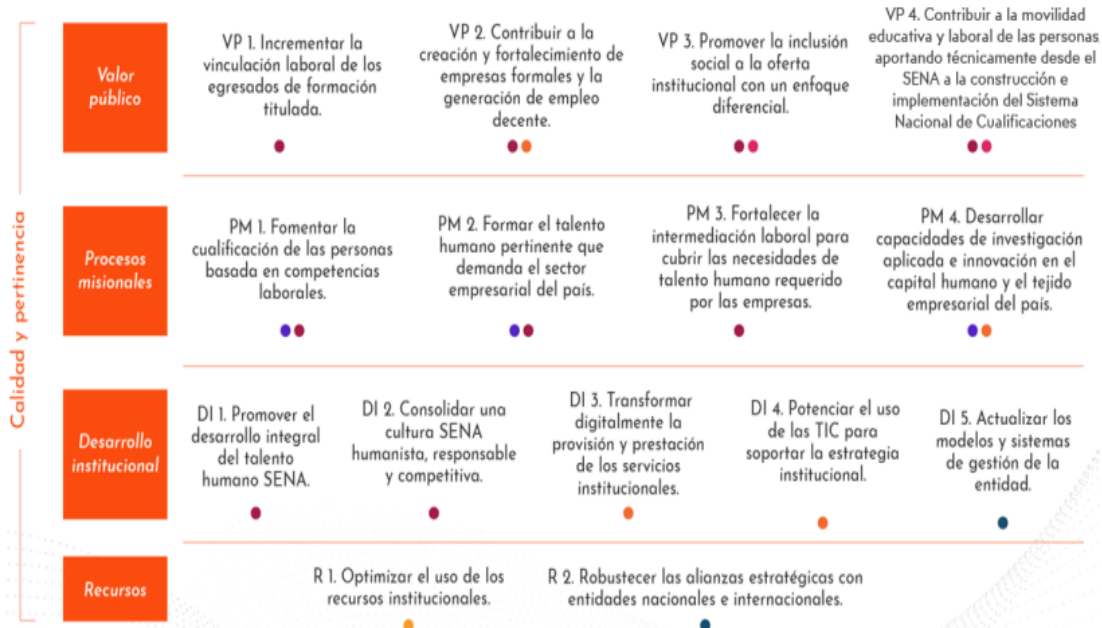 Calidad y pertinencia
Valor
público
VP 1. Incrementar la
vinculación laboral de los
egresados de formación
titulada.
VP 2. Contribuir a la
creación y fortalecimiento de
empresas formales y la
generación de empleo
decente.
VP 3. Promover la inclusión
social a la oferta
institucional con un enfoque
diferencial.
VP 4. Contribuir a la movilidad
educativa y laboral de las personas,
aportando técnicamente desde el
SENA a la construcción e
implementación del Sistema
Nacional de Cualificaciones
Procesos
misionales
PM 1. Fomentar la
cualificación de las personas
basada en competencias
laborales.
PM 2. Formar el talento
humano pertinente que
demanda el sector
empresarial del país.
PM 3. Fortalecer la
intermediación laboral para
cubrir las necesidades de
talento humano requerido
por las empresas.
PM 4. Desarrollar
capacidades de investigación
aplicada e innovación en el
capital humano y el tejido
empresarial del país.
Desarrollo
institucional
DI 1. Promover el
desarrollo integral
del talento
humano SENA.
DI 2. Consolidar una
cultura SENA
humanista, responsable
y competitiva.
DI 3. Transformar
digitalmente la
provisión y prestación
de los servicios
institucionales.
DI 4. Potenciar el uso
de las TIC para
soportar la estrategia
institucional.
DI 5. Actualizar los
modelos y sistemas
de gestión de la
entidad.
Recursos
R 1. Optimizar el uso de los
recursos institucionales.
R 2. Robustecer las alianzas estratégicas con
entidades nacionales e internacionales.